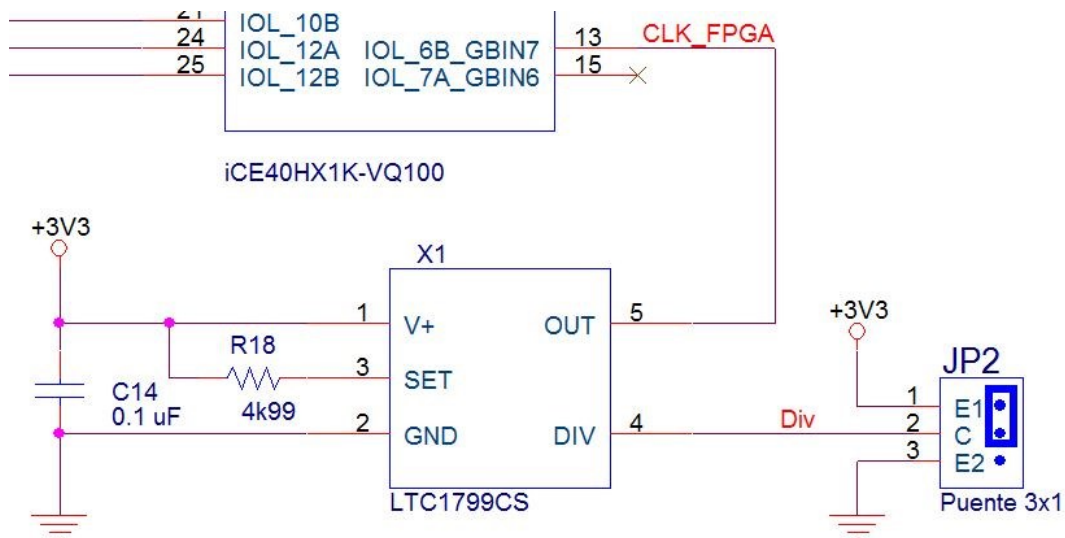 21 IOL_10B
24 IOL_12A IOL_6B_GBIN7 13 CLK_FPGA
25 IOL_12B IOL_7A_GBIN6 15
iCE40HX1K-VQ100
+3V3
X1
1 V+ OUT 5
+3V3
R18
3 SET
4k99
C14
0.1 uF
2 GND DIV 4 Div
LTC1799CS
JP2
1 E1
2 C
3 E2
Puente 3x1